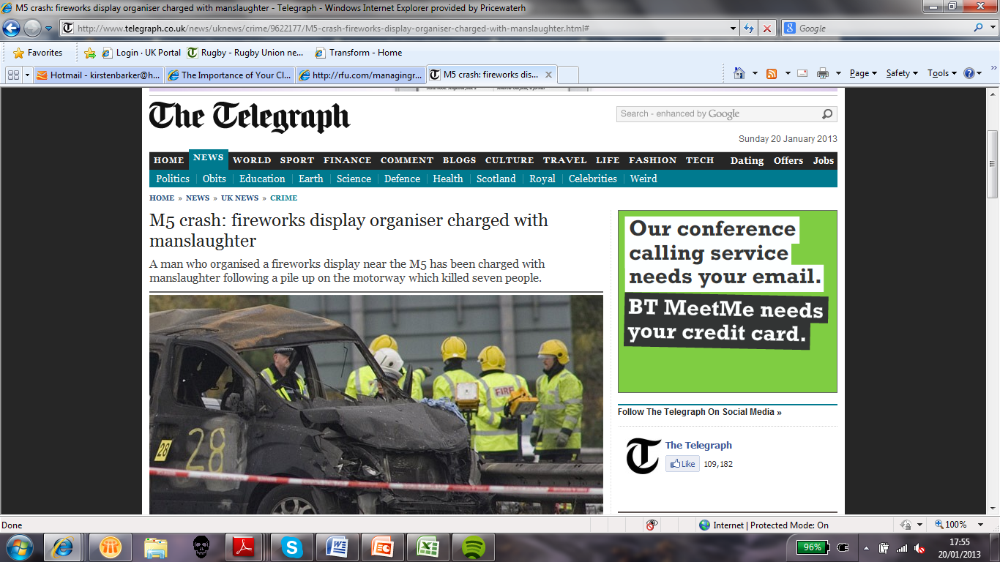 M5 crash: fireworks display organiser charged with manslaughter - Telegraph - Windows Internet Explorer provided by Pricewaterh
http://www.telegraph.co.uk/news/uknews/crime/9622177/M5-crash-fireworks-display-organiser-charged-with-manslaughter.html#
Google
Favorites
Login · UK Portal
Rugby - Rugby Union ne...
Transform - Home
Hotmail - kirstenbarker@h...
The Importance of Your Cl...
http://rfu.com/managingr...
M5 crash: fireworks dis...
Page
Safety
Tools
The Telegraph
Search - enhanced by Google
Sunday 20 January 2013
HOME NEWS WORLD SPORT FINANCE COMMENT BLOGS CULTURE TRAVEL LIFE FASHION TECH Dating Offers Jobs
Politics Obits Education Earth Science Defence Health Scotland Royal Celebrities Weird
HOME » NEWS » UK NEWS » CRIME
M5 crash: fireworks display organiser charged with
manslaughter
A man who organised a fireworks display near the M5 has been charged with
manslaughter following a pile up on the motorway which killed seven people.
28
28
FIRE
Our conference
calling service
needs your email.
BT MeetMe needs
your credit card.
Follow The Telegraph On Social Media »
The Telegraph
Like 109,182
Done
Internet | Protected Mode: On
100%
96%
17:55
20/01/2013